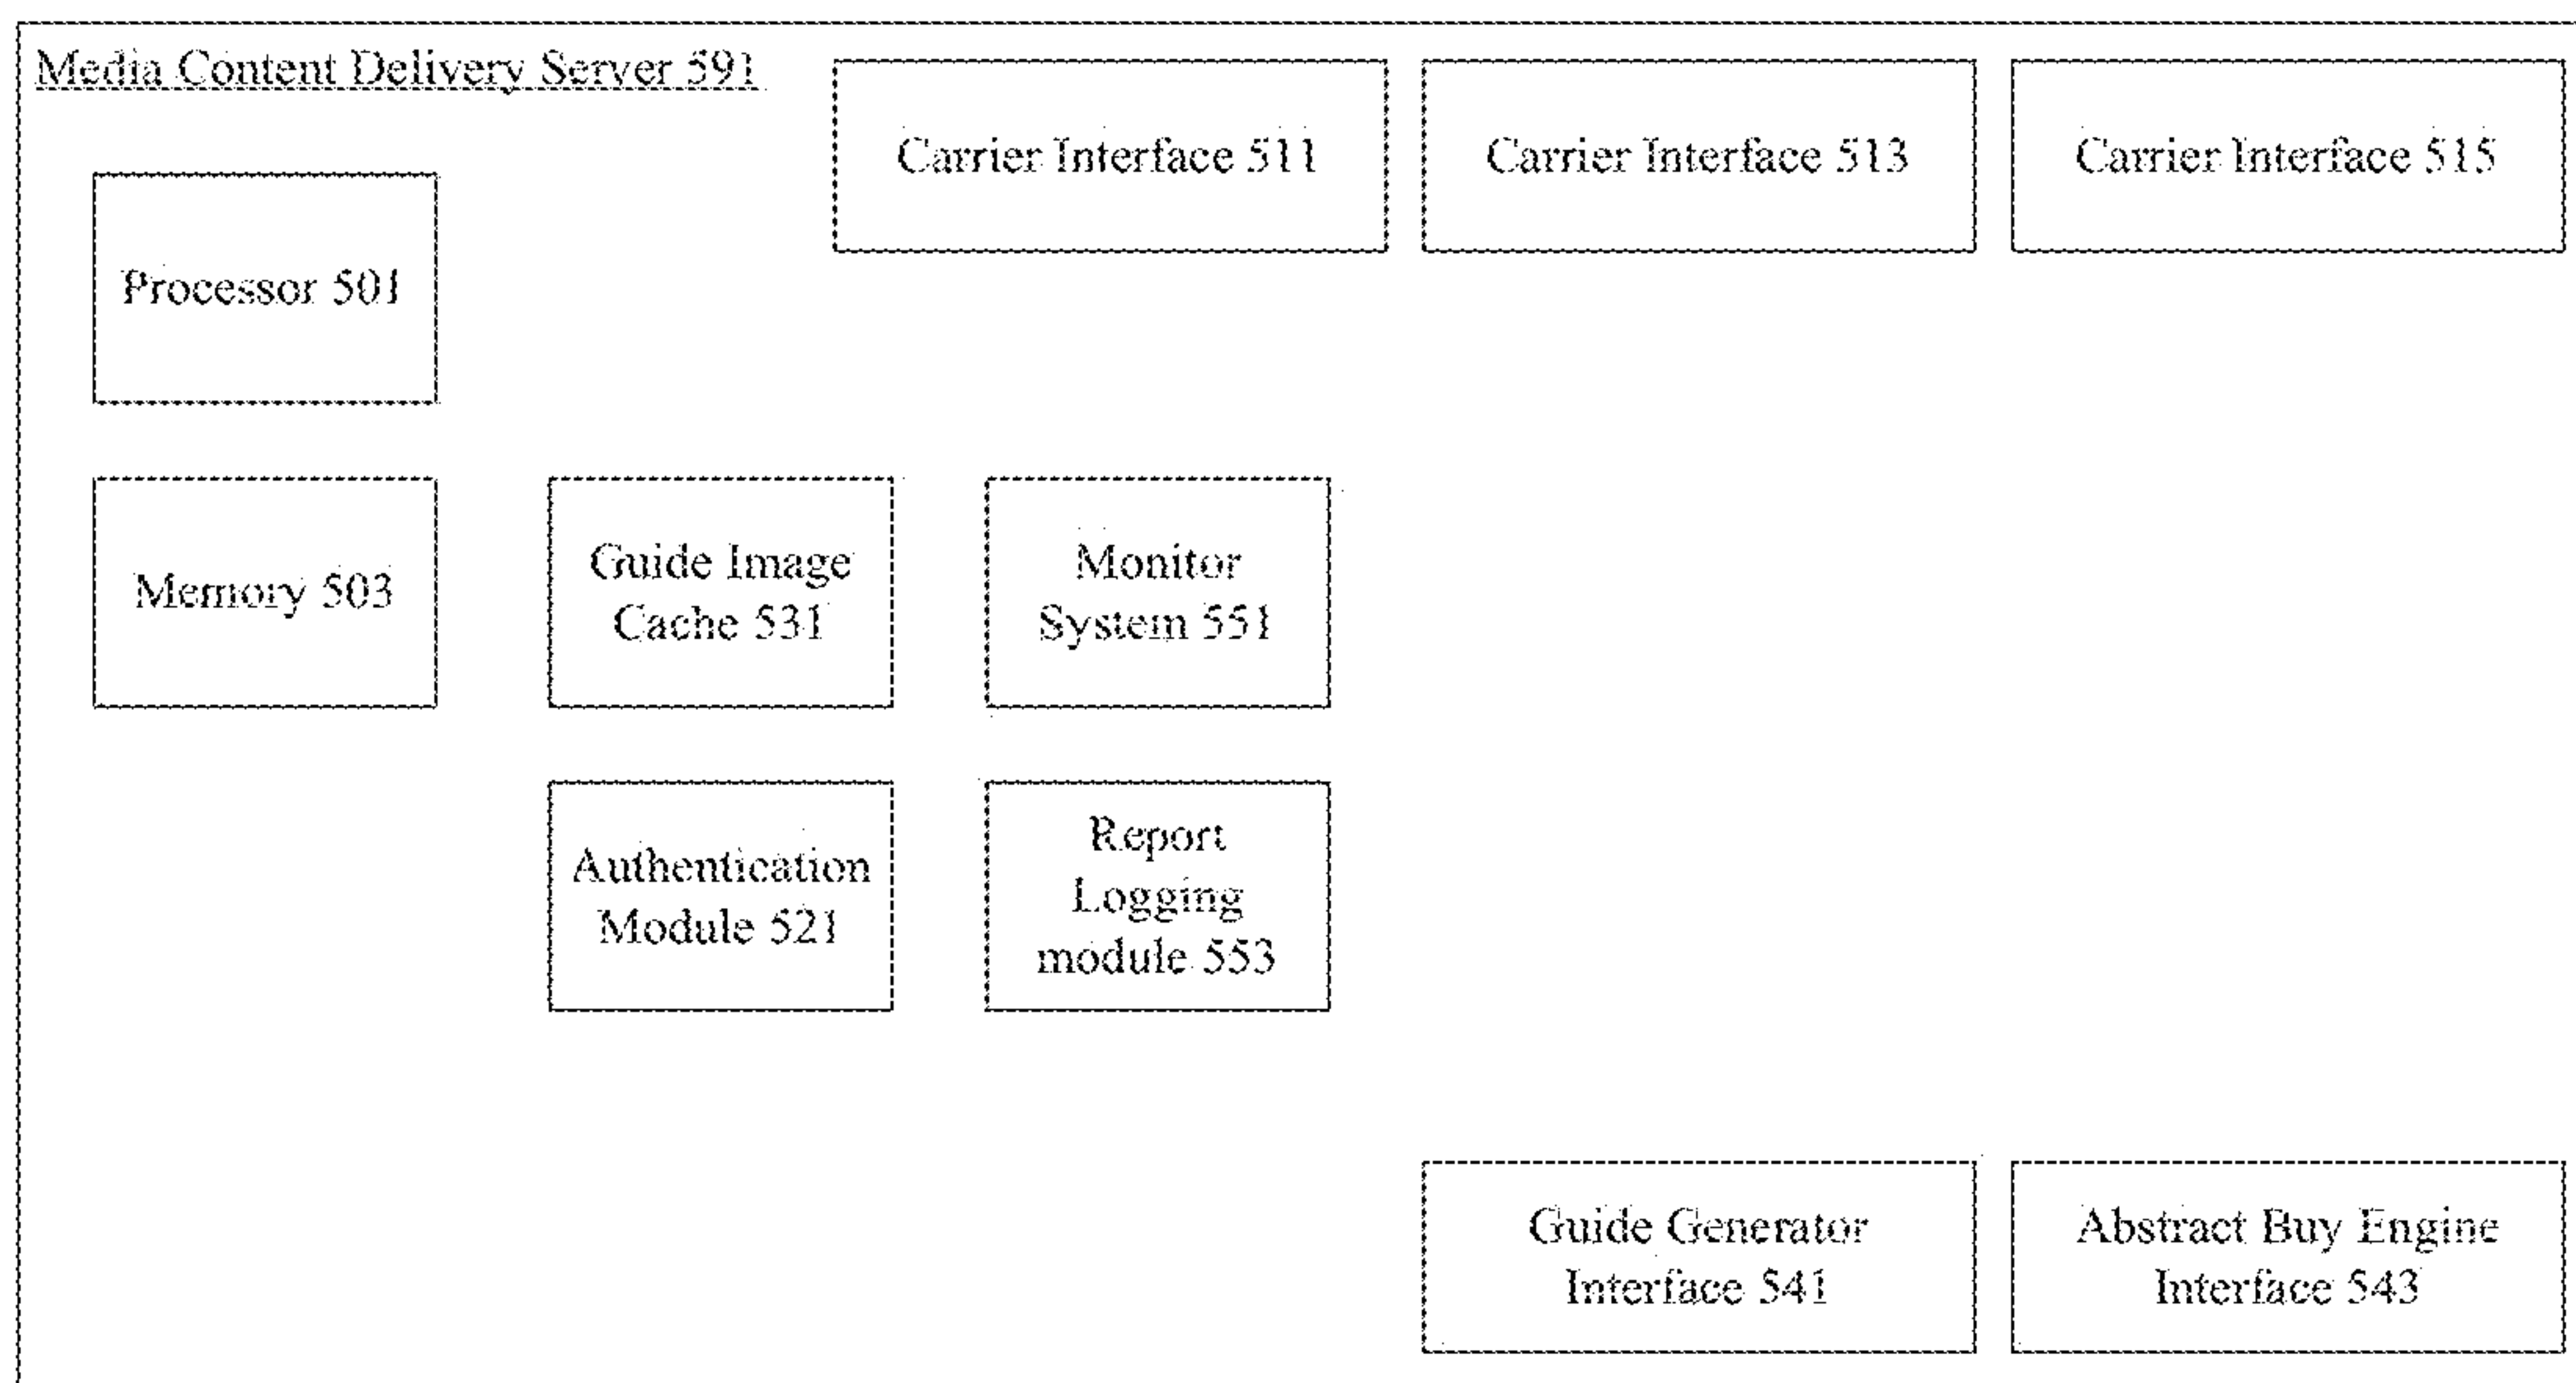 Media Content Delivery Server 591
Carrier Interface 511
Carrier Interface 513
Carrier Interface 515
Processor 501
Memory 503
Guide Image
Cache 531
Monitor
System 551
Authentication
Module 521
Report
Logging
module 553
Guide Generator
Interface 541
Abstract Buy Engine
Interface 543